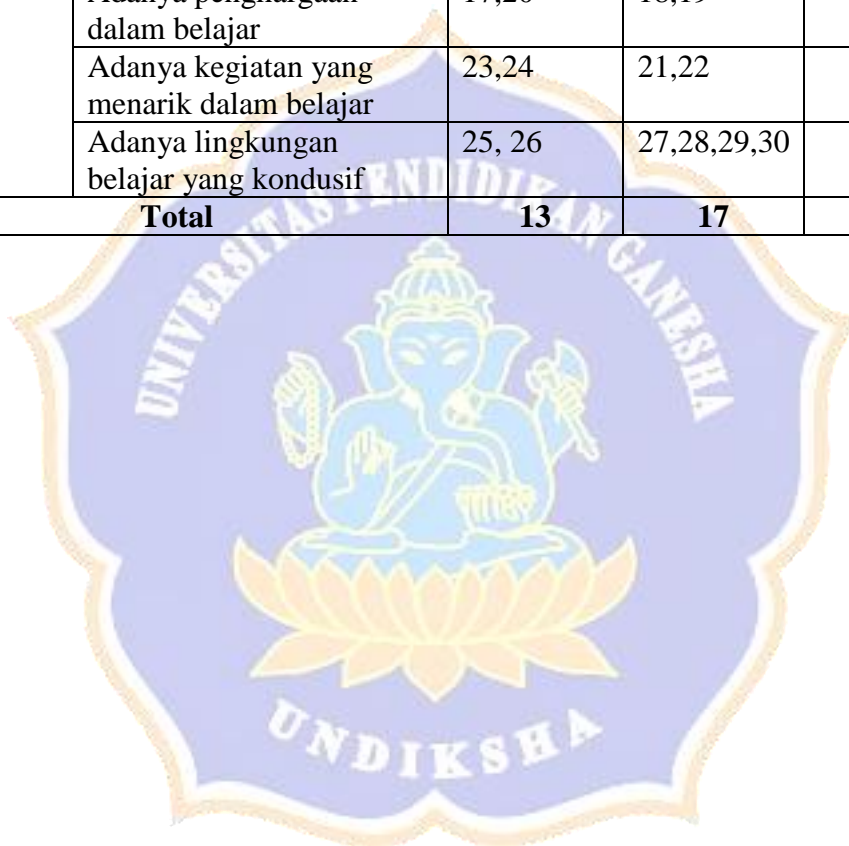 dalam belajar
Adanya kegiatan yang 23,24 21,22
menarik dalam belajar
Adanya lingkungan 25, 26 27,28,29,30
belajar yang kondusif
Total 13 17
UNIVERSITAS PENDIDIKAN GANESHA
UNDIKSHA